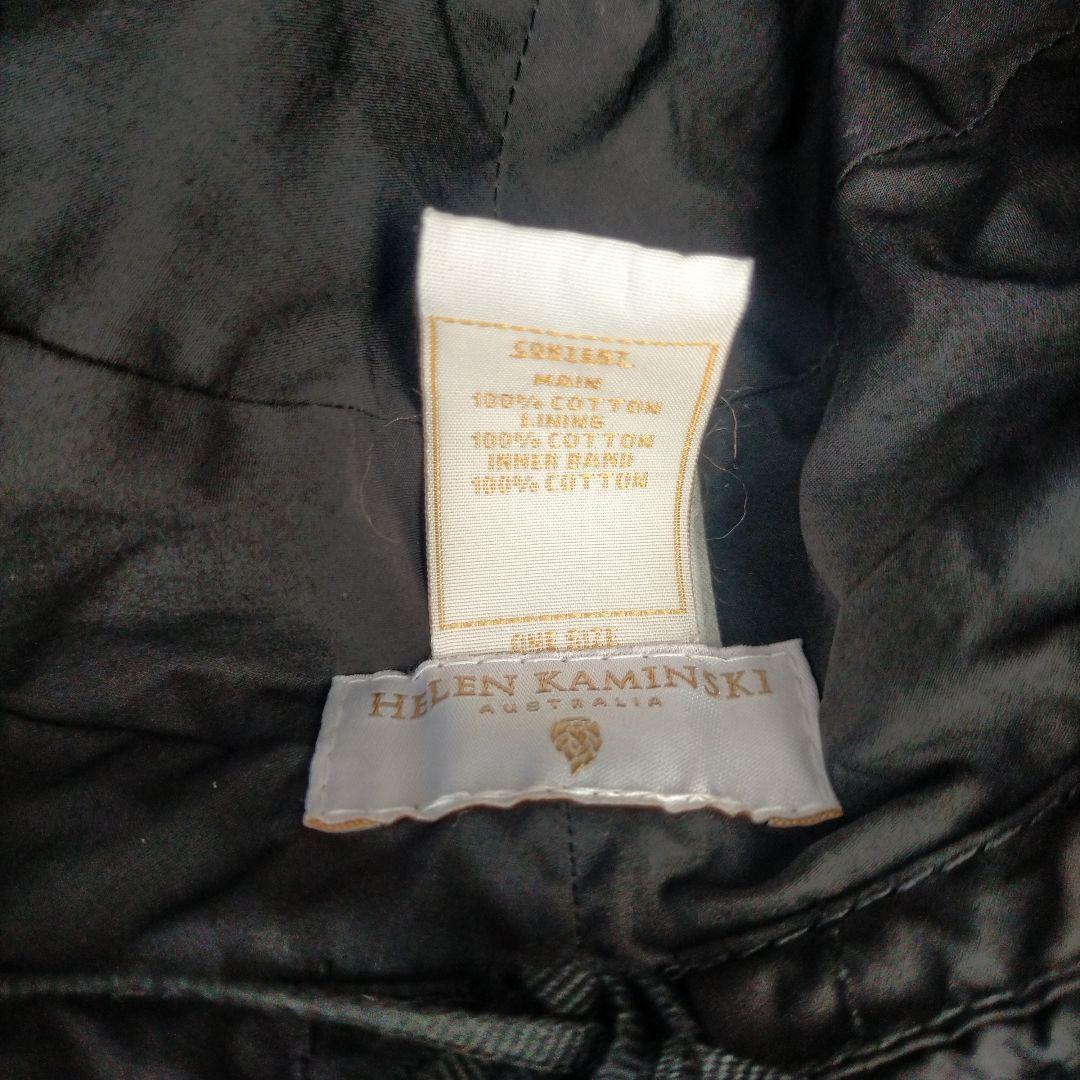 CONTENT
MAIN
100% COTTON
LINING
100% COTTON
INNER BAND
100% COTTON
ONE SIZE
HELEN KAMINSKI
AUSTRALIA